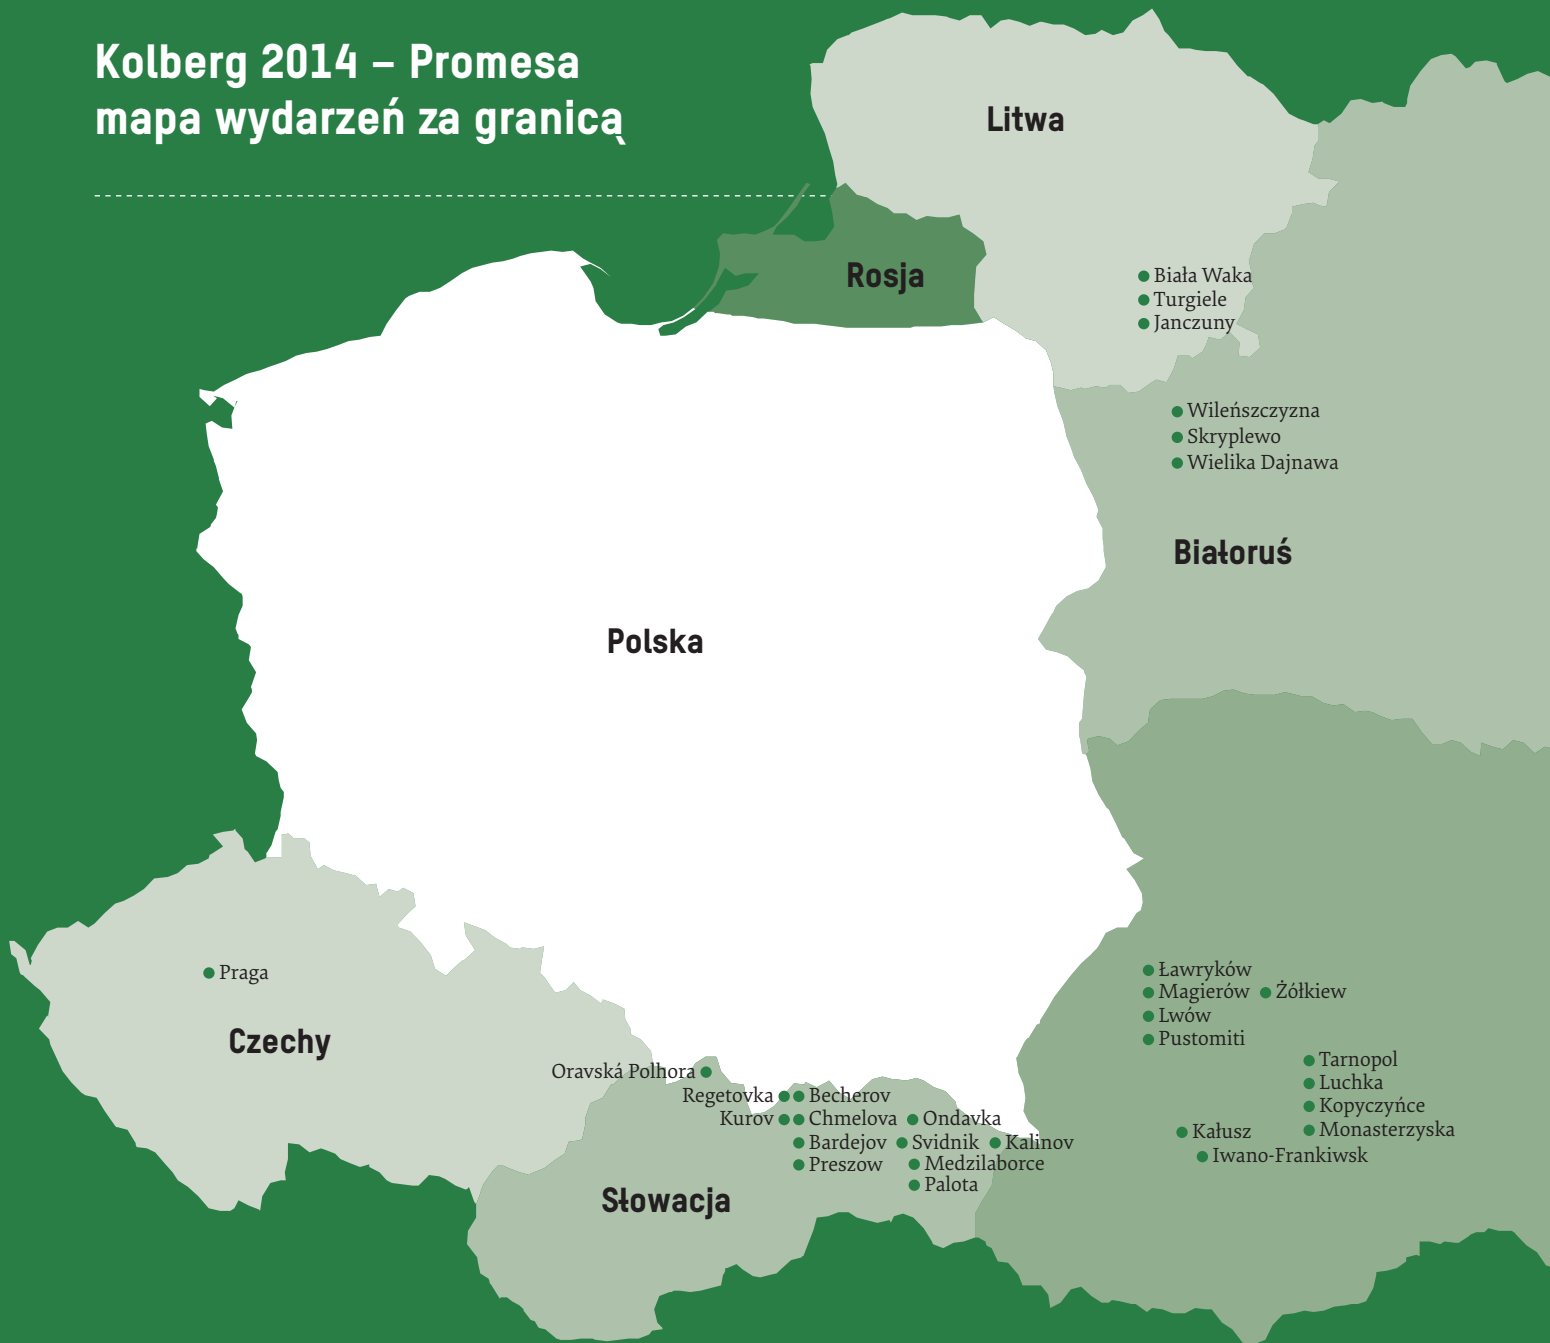 Kolberg 2014 – Promesa
mapa wydarzeń za granicą
Litwa
Rosja
Biała Waka
Turgiele
Janczuny
Wileńszczyzna
Skryplewo
Wielika Dajnawa
Białoruś
Polska
Praga
Czechy
Ławryków
Magierów Żółkiew
Lwów
Pustomiti
Tarnopol
Luchka
Kopyczyńce
Monasterzyska
Kałusz
Iwano-Frankiwsk
Oravská Polhora
Regetovka Becherov
Kurov Chmelova Ondavka
Bardejov Svidnik Kalinov
Preszow Medzilaborce
Palota
Słowacja